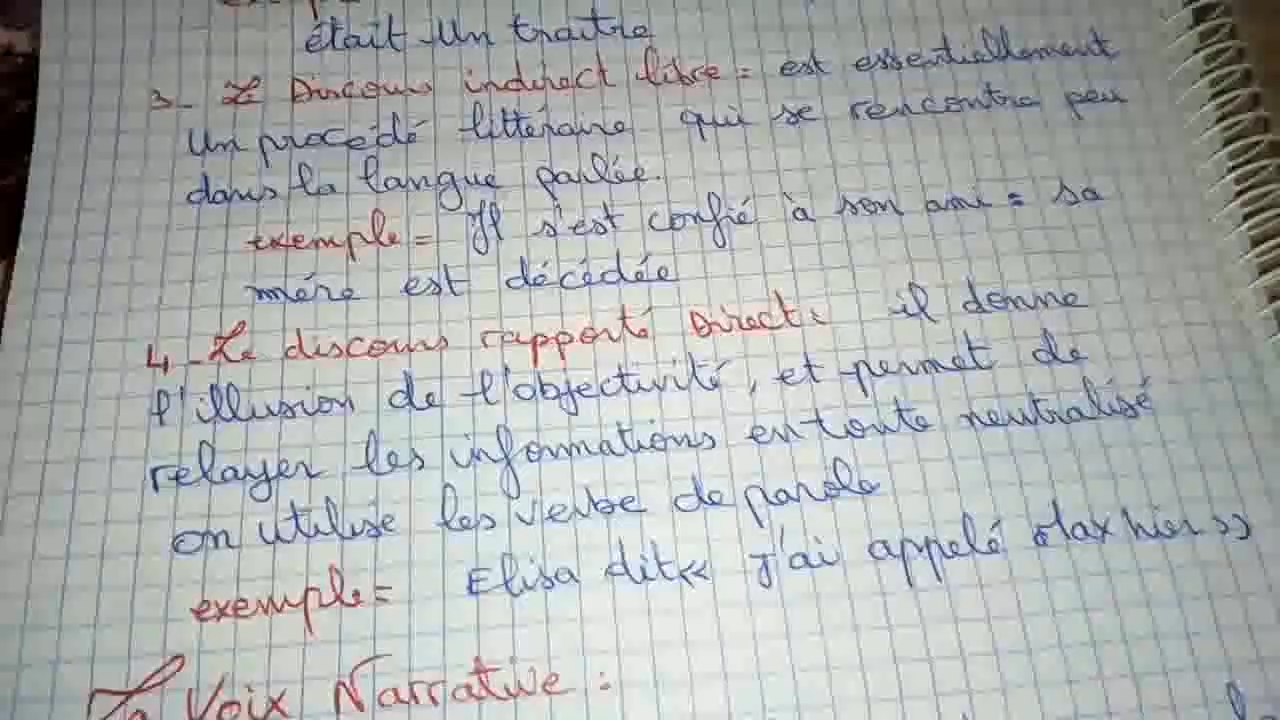 était un traitre
3- Le Discours indirect libre = est essentiellement
un procédé littéraire qui se rencontre peu
dans la langue parlée.
exemple = Il s'est confié à son ami = sa
mère est décédée
4-Le discours rapporté Direct : il donne
l'illusion de l'objectivité, et permet de
relayer les informations en toute neutralisé
on utilise les verbe de parole
exemple = Elisa dit « J'ai appelé Max hier »
La Voix Narrative :